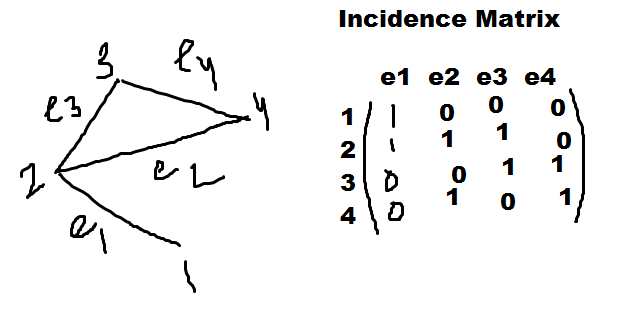 Incidence Matrix
3
e4
e1 e2 e3 e4
e3
4
1 1 0 0 0
2 1 1 1 0
2
e2
3 0 0 1 1
4 0 1 0 1
e1
1